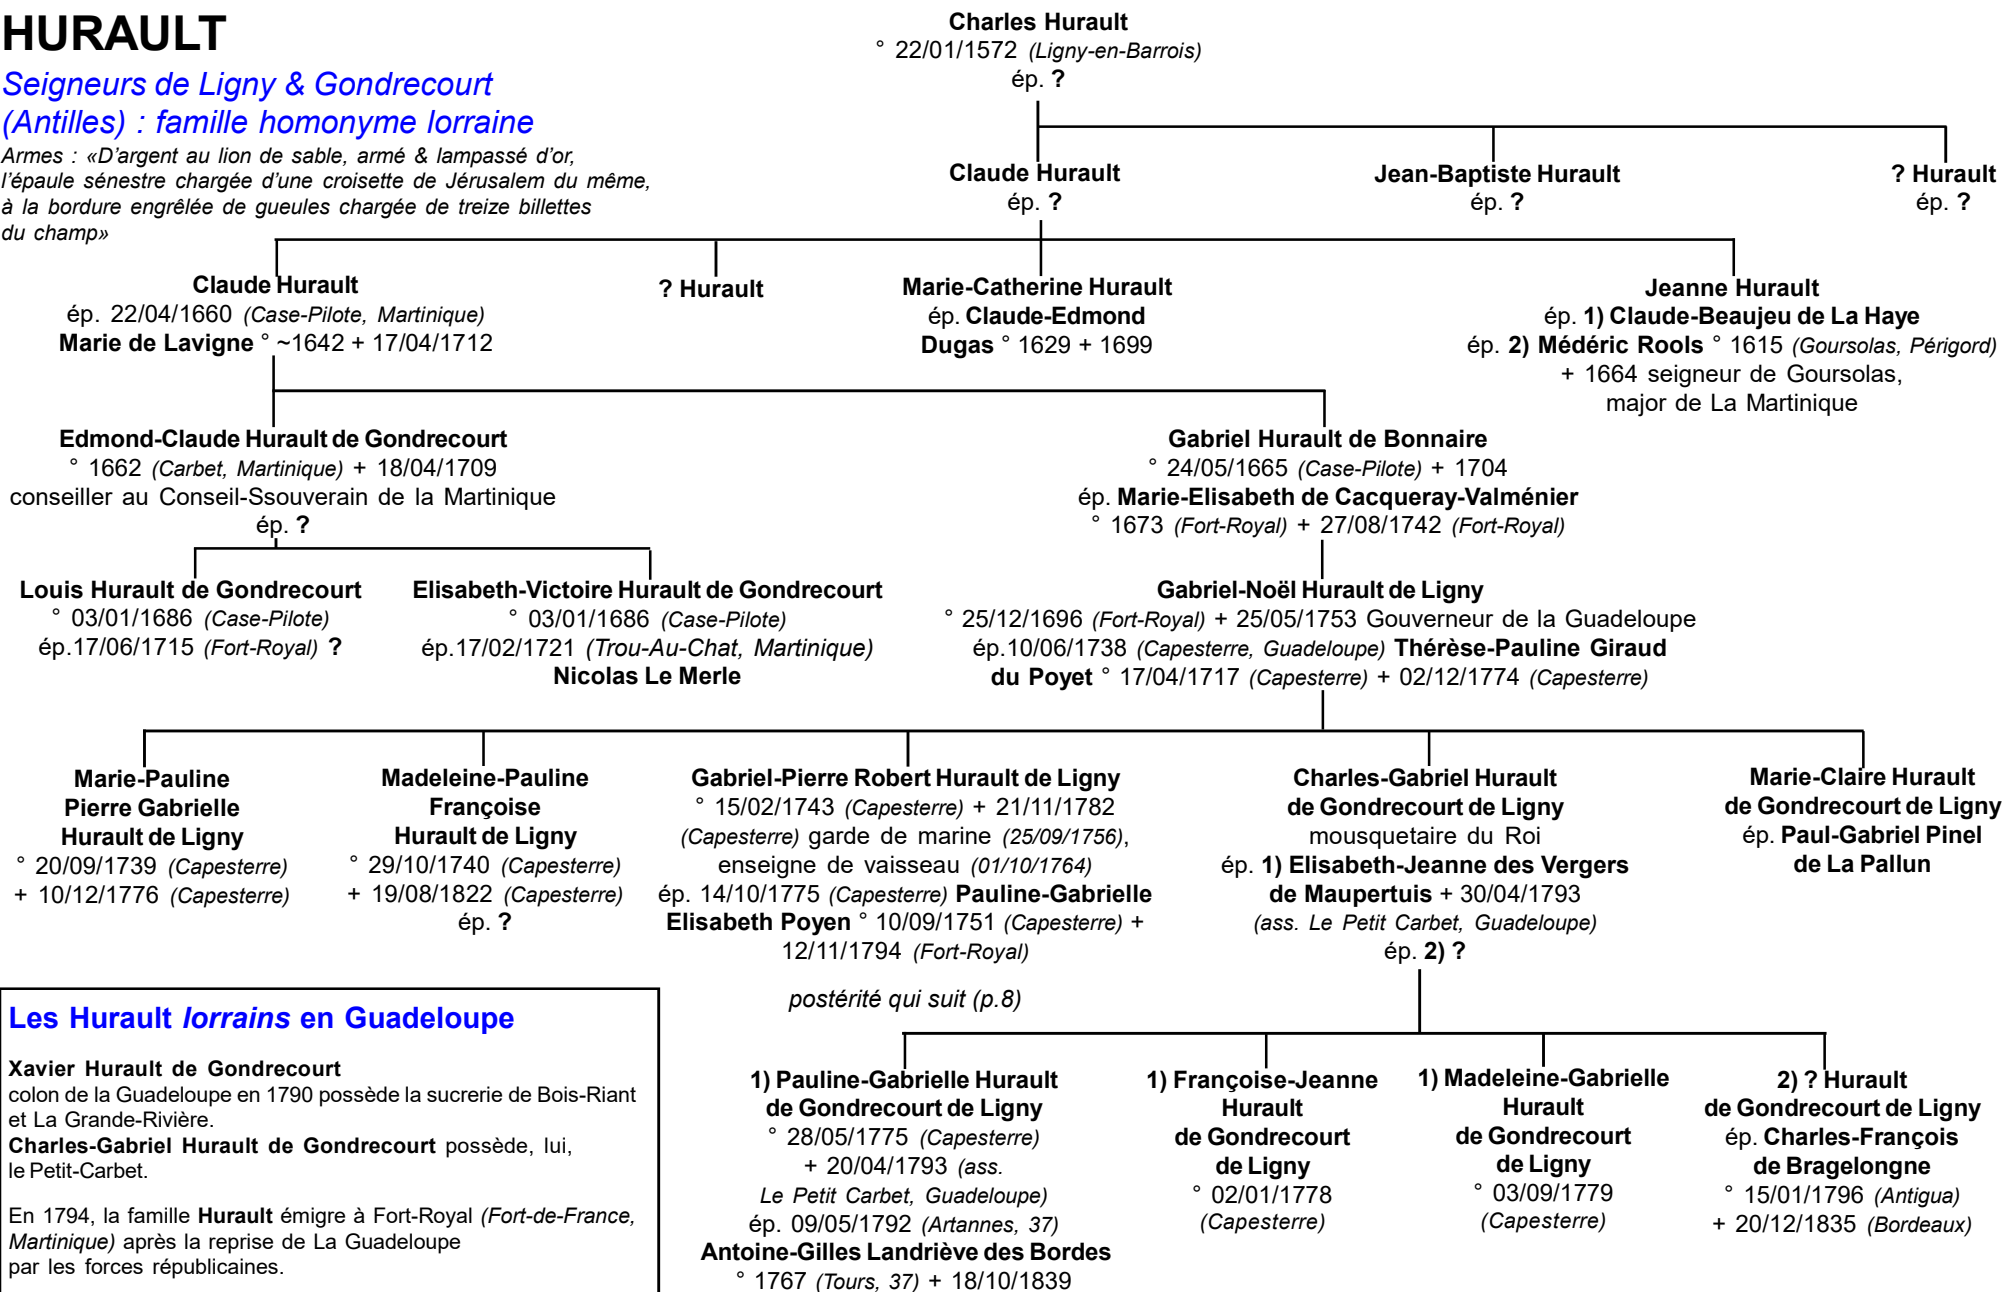 HURAULT
Seigneurs de Ligny & Gondrecourt
(Antilles) : famille homonyme lorraine
Armes : «D’argent au lion de sable, armé & lampassé d’or,
l’épaule sénestre chargée d’une croisette de Jérusalem du même,
à la bordure engrêlée de gueules chargée de treize billettes
du champ»
Charles Hurault
° 22/01/1572 (Ligny-en-Barrois)
ép. ?
Claude Hurault
ép. ?
Jean-Baptiste Hurault
ép. ?
? Hurault
ép. ?
Claude Hurault
ép. 22/04/1660 (Case-Pilote, Martinique)
Marie de Lavigne ° ~1642 + 17/04/1712
? Hurault
Marie-Catherine Hurault
ép. Claude-Edmond
Dugas ° 1629 + 1699
Jeanne Hurault
ép. 1) Claude-Beaujeu de La Haye
ép. 2) Médéric Rools ° 1615 (Goursolas, Périgord)
+ 1664 seigneur de Goursolas,
major de La Martinique
Edmond-Claude Hurault de Gondrecourt
° 1662 (Carbet, Martinique) + 18/04/1709
conseiller au Conseil-Ssouverain de la Martinique
ép. ?
Gabriel Hurault de Bonnaire
° 24/05/1665 (Case-Pilote) + 1704
ép. Marie-Elisabeth de Cacqueray-Valménier
° 1673 (Fort-Royal) + 27/08/1742 (Fort-Royal)
Louis Hurault de Gondrecourt
° 03/01/1686 (Case-Pilote)
ép.17/06/1715 (Fort-Royal) ?
Elisabeth-Victoire Hurault de Gondrecourt
° 03/01/1686 (Case-Pilote)
ép.17/02/1721 (Trou-Au-Chat, Martinique)
Nicolas Le Merle
Gabriel-Noël Hurault de Ligny
° 25/12/1696 (Fort-Royal) + 25/05/1753 Gouverneur de la Guadeloupe
ép.10/06/1738 (Capesterre, Guadeloupe) Thérèse-Pauline Giraud
du Poyet ° 17/04/1717 (Capesterre) + 02/12/1774 (Capesterre)
Marie-Pauline
Pierre Gabrielle
Hurault de Ligny
° 20/09/1739 (Capesterre)
+ 10/12/1776 (Capesterre)
Madeleine-Pauline
Françoise
Hurault de Ligny
° 29/10/1740 (Capesterre)
+ 19/08/1822 (Capesterre)
ép. ?
Gabriel-Pierre Robert Hurault de Ligny
° 15/02/1743 (Capesterre) + 21/11/1782
(Capesterre) garde de marine (25/09/1756),
enseigne de vaisseau (01/10/1764)
ép. 14/10/1775 (Capesterre) Pauline-Gabrielle
Elisabeth Poyen ° 10/09/1751 (Capesterre) +
12/11/1794 (Fort-Royal)
postérité qui suit (p.8)
Charles-Gabriel Hurault
de Gondrecourt de Ligny
mousquetaire du Roi
ép. 1) Elisabeth-Jeanne des Vergers
de Maupertuis + 30/04/1793
(ass. Le Petit Carbet, Guadeloupe)
ép. 2) ?
Marie-Claire Hurault
de Gondrecourt de Ligny
ép. Paul-Gabriel Pinel
de La Pallun
Les Hurault lorrains en Guadeloupe
Xavier Hurault de Gondrecourt
colon de la Guadeloupe en 1790 possède la sucrerie de Bois-Riant
et La Grande-Rivière.
Charles-Gabriel Hurault de Gondrecourt possède, lui,
le Petit-Carbet.
En 1794, la famille Hurault émigre à Fort-Royal (Fort-de-France,
Martinique) après la reprise de La Guadeloupe
par les forces républicaines.
1) Pauline-Gabrielle Hurault
de Gondrecourt de Ligny
° 28/05/1775 (Capesterre)
+ 20/04/1793 (ass.
Le Petit Carbet, Guadeloupe)
ép. 09/05/1792 (Artannes, 37)
Antoine-Gilles Landriève des Bordes
° 1767 (Tours, 37) + 18/10/1839
1) Françoise-Jeanne
Hurault
de Gondrecourt
de Ligny
° 02/01/1778
(Capesterre)
1) Madeleine-Gabrielle
Hurault
de Gondrecourt
de Ligny
° 03/09/1779
(Capesterre)
2) ? Hurault
de Gondrecourt de Ligny
ép. Charles-François
de Bragelongne
° 15/01/1796 (Antigua)
+ 20/12/1835 (Bordeaux)